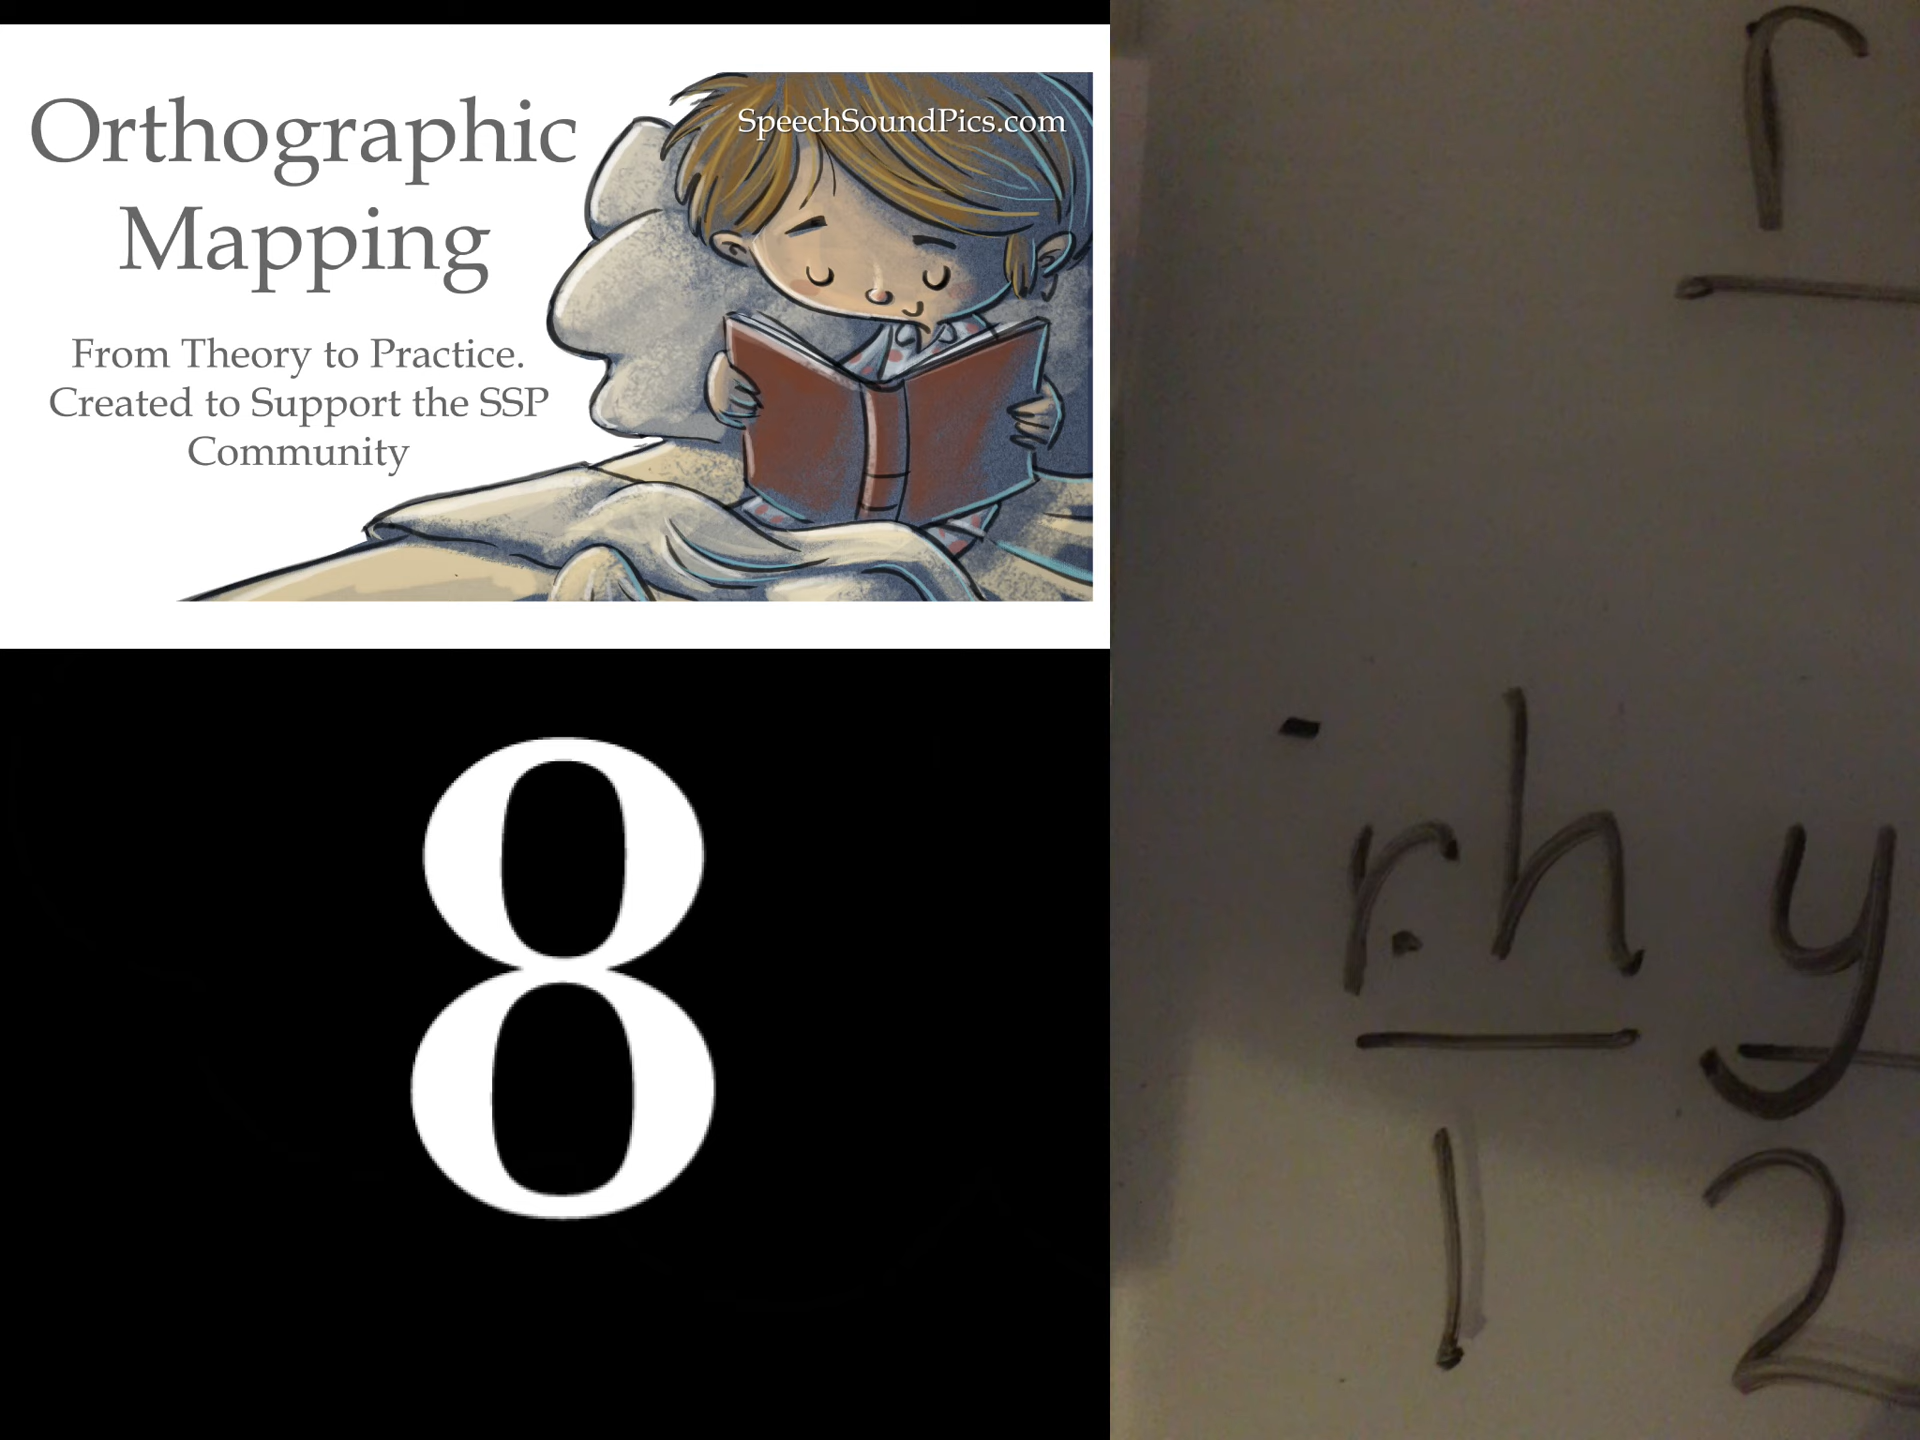 Orthographic
Mapping
SpeechSoundPics.com
From Theory to Practice.
Created to Support the SSP
Community
8
r
rh y
1 2